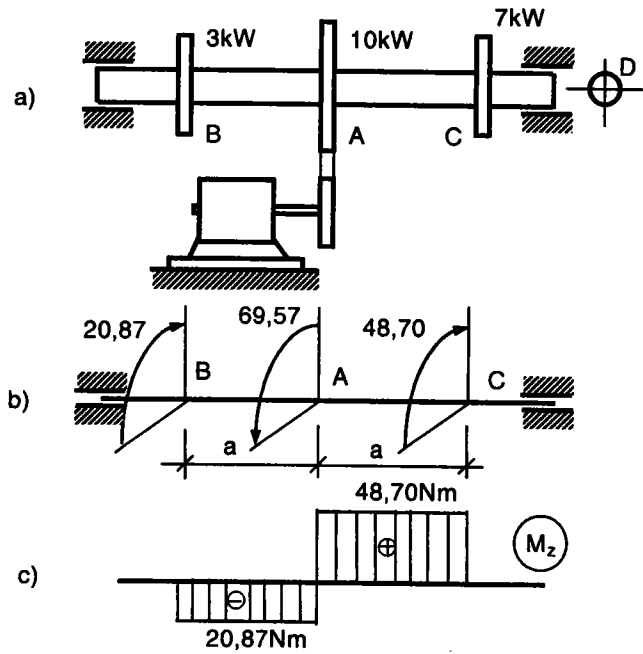 3kW
10kW
7kW
a)
D
B
A
C
20,87
69,57
48,70
B
A
C
b)
a
a
48,70Nm
⊕
M_z
c)
⊖
20,87Nm